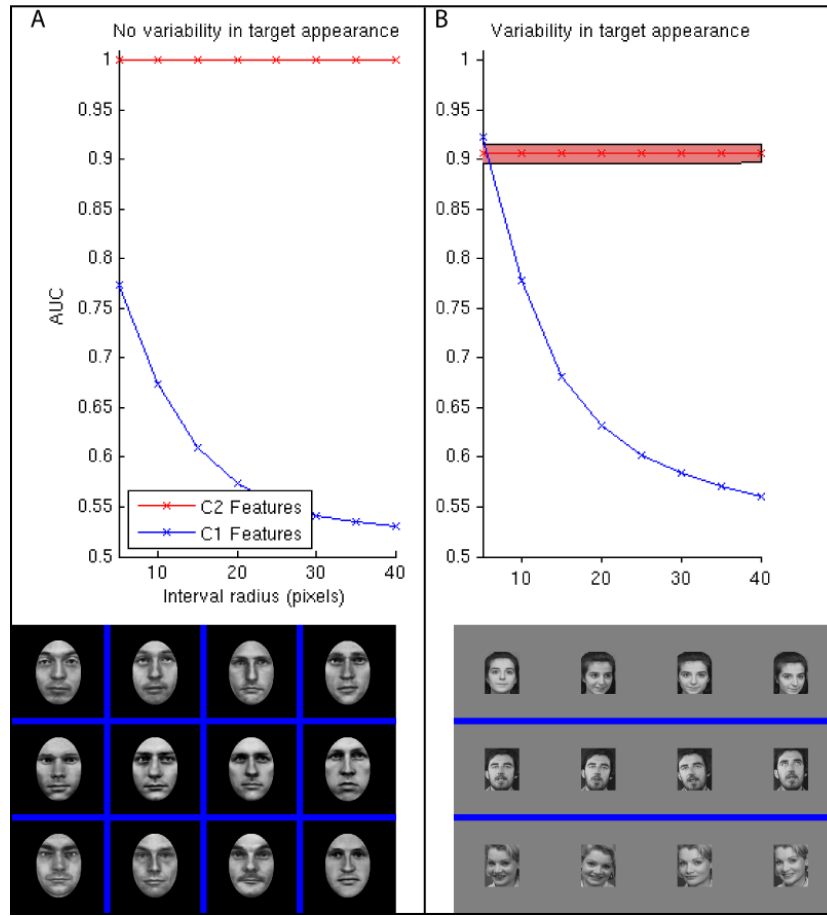 A
No variability in target appearance
1
0.95
0.9
0.85
0.8
0.75
0.7
0.65
0.6
0.55
0.5
AUC
C2 Features
C1 Features
10 20 30 40
Interval radius (pixels)
B
Variability in target appearance
1
0.95
0.9
0.85
0.8
0.75
0.7
0.65
0.6
0.55
0.5
10 20 30 40